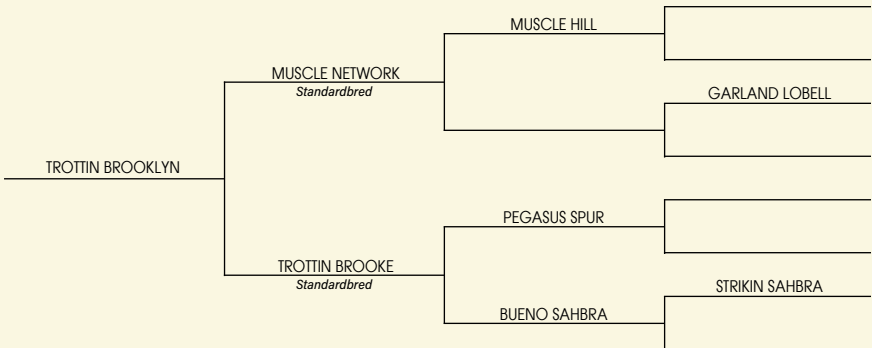 MUSCLE HILL
MUSCLE NETWORK
Standardbred
GARLAND LOBELL
TROTTIN BROOKLYN
PEGASUS SPUR
TROTTIN BROOKE
Standardbred
STRIKIN SAHBRA
BUENO SAHBRA